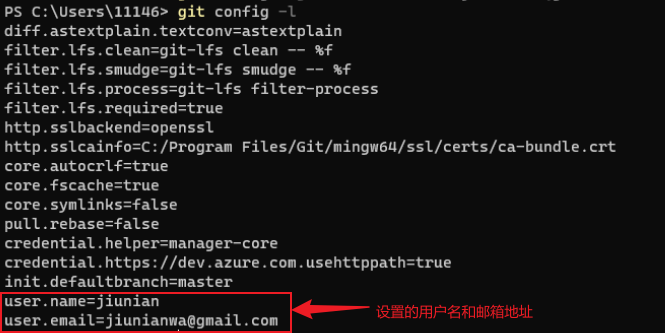 PS C:\Users\11146> git config -l
diff.astextplain.textconv=astextplain
filter.lfs.clean=git-lfs clean -- %f
filter.lfs.smudge=git-lfs smudge -- %f
filter.lfs.process=git-lfs filter-process
filter.lfs.required=true
http.sslbackend=openssl
http.sslcainfo=C:/Program Files/Git/mingw64/ssl/certs/ca-bundle.crt
core.autocrlf=true
core.fscache=true
core.symlinks=false
pull.rebase=false
credential.helper=manager-core
credential.https://dev.azure.com.usehttppath=true
init.defaultbranch=master
user.name=jiunian 设置的用户名和邮箱地址
user.email=jiunianwa@gmail.com